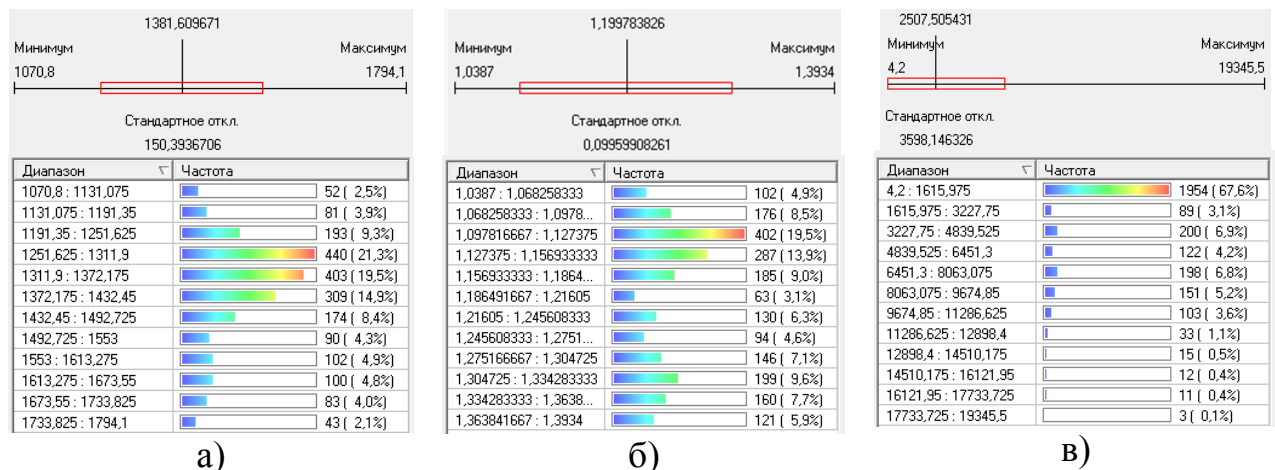 1381,609671
Минимум Максимум
1070,8 1794,1
Стандартное откл.
150,3936706
Диапазон Частота
1070,8 : 1131,075 52 ( 2,5%)
1131,075 : 1191,35 81 ( 3,9%)
1191,35 : 1251,625 193 ( 9,3%)
1251,625 : 1311,9 440 ( 21,3%)
1311,9 : 1372,175 403 ( 19,5%)
1372,175 : 1432,45 309 ( 14,9%)
1432,45 : 1492,725 174 ( 8,4%)
1492,725 : 1553 90 ( 4,3%)
1553 : 1613,275 102 ( 4,9%)
1613,275 : 1673,55 100 ( 4,8%)
1673,55 : 1733,825 83 ( 4,0%)
1733,825 : 1794,1 43 ( 2,1%)
а)
1,199783826
Минимум Максимум
1,0387 1,3934
Стандартное откл.
0,09959908261
Диапазон Частота
1,0387 : 1,068258333 102 ( 4,9%)
1,068258333 : 1,0978... 176 ( 8,5%)
1,097816667 : 1,127375 402 ( 19,5%)
1,127375 : 1,156933333 287 ( 13,9%)
1,156933333 : 1,1864... 185 ( 9,0%)
1,186491667 : 1,21605 63 ( 3,1%)
1,21605 : 1,245608333 130 ( 6,3%)
1,245608333 : 1,2751... 94 ( 4,6%)
1,275166667 : 1,304725 146 ( 7,1%)
1,304725 : 1,334283333 199 ( 9,6%)
1,334283333 : 1,3638... 160 ( 7,7%)
1,363841667 : 1,3934 121 ( 5,9%)
б)
2507,505431
Минимум Максимум
4,2 19345,5
Стандартное откл.
3598,146326
Диапазон Частота
4,2 : 1615,975 1954 ( 67,6%)
1615,975 : 3227,75 89 ( 3,1%)
3227,75 : 4839,525 200 ( 6,9%)
4839,525 : 6451,3 122 ( 4,2%)
6451,3 : 8063,075 198 ( 6,8%)
8063,075 : 9674,85 151 ( 5,2%)
9674,85 : 11286,625 103 ( 3,6%)
11286,625 : 12898,4 33 ( 1,1%)
12898,4 : 14510,175 15 ( 0,5%)
14510,175 : 16121,95 12 ( 0,4%)
16121,95 : 17733,725 11 ( 0,4%)
17733,725 : 19345,5 3 ( 0,1%)
в)